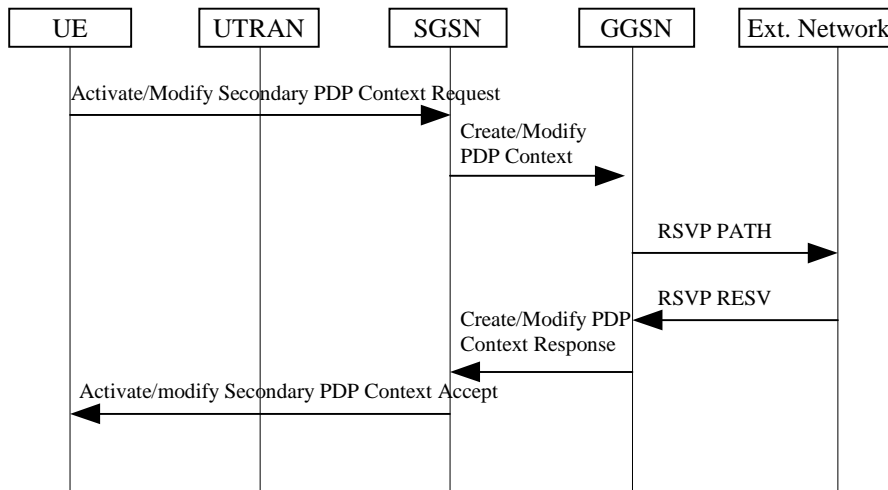 UE
UTRAN
SGSN
GGSN
Ext. Network
Activate/Modify Secondary PDP Context Request
Create/Modify
PDP Context
RSVP PATH
RSVP RESV
Create/Modify PDP
Context Response
Activate/modify Secondary PDP Context Accept